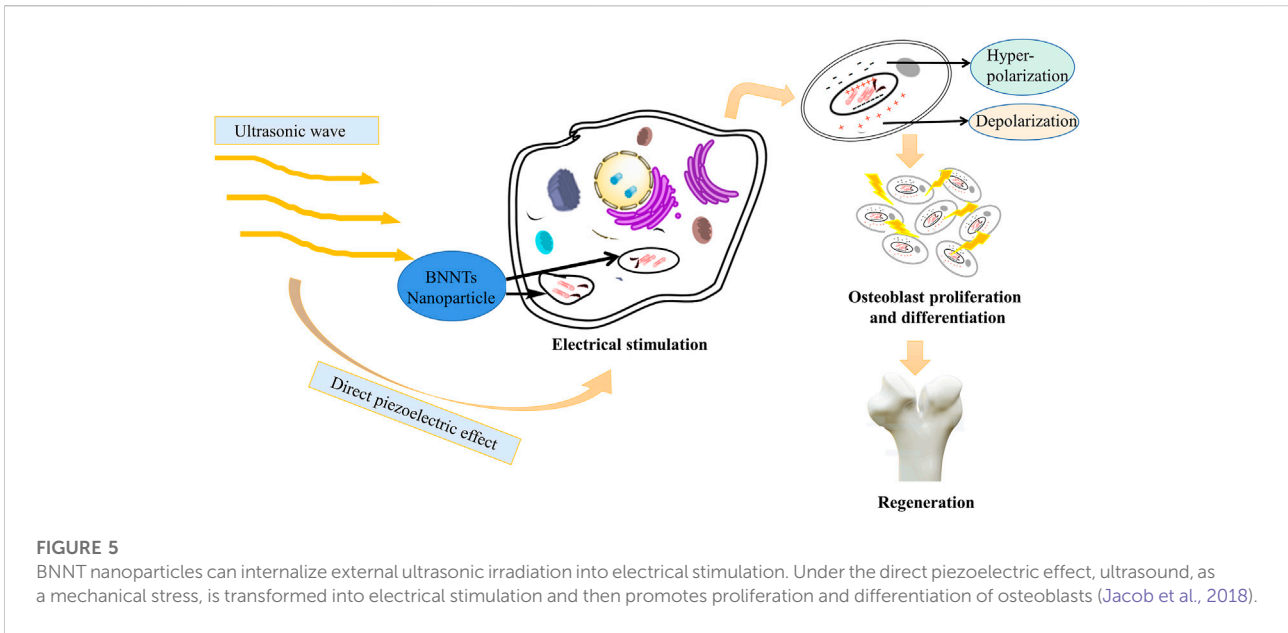 Ultrasonic wave
BNNTs
Nanoparticle
Direct piezoelectric effect
Electrical stimulation
Hyper-
polarization
Depolarization
Osteoblast proliferation
and differentiation
Regeneration
FIGURE 5
BNNT nanoparticles can internalize external ultrasonic irradiation into electrical stimulation. Under the direct piezoelectric effect, ultrasound, as
a mechanical stress, is transformed into electrical stimulation and then promotes proliferation and differentiation of osteoblasts (Jacob et al., 2018).